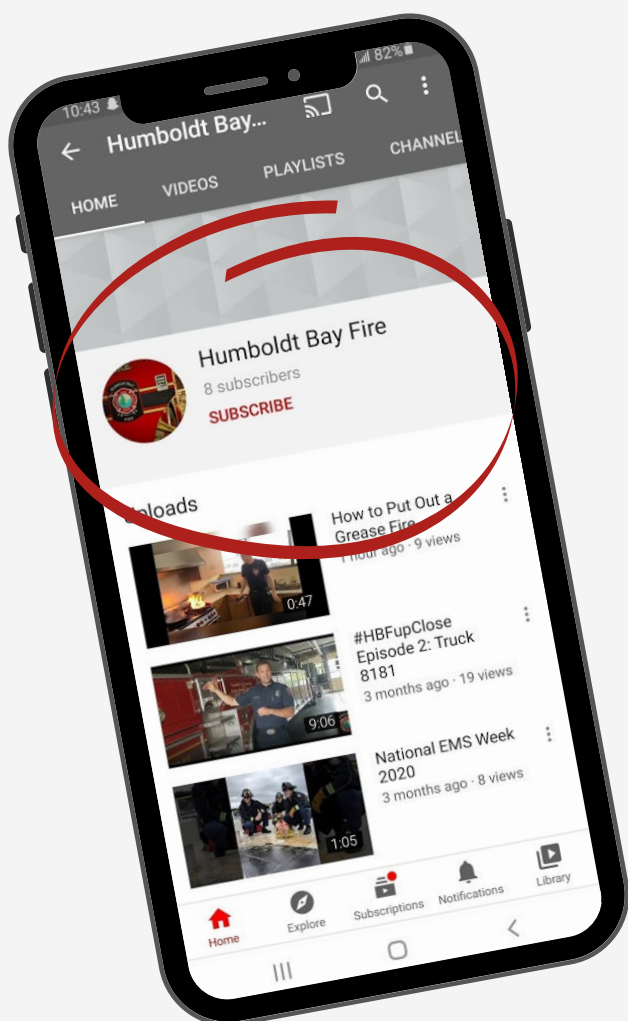 10:43
82%
Humboldt Bay...
HOME VIDEOS PLAYLISTS CHANNEL
Humboldt Bay Fire
8 subscribers
SUBSCRIBE
Uploads
How to Put Out a
Grease Fire
1 hour ago · 9 views
0:47
#HBFupClose
Episode 2: Truck
8181
3 months ago · 19 views
9:06
National EMS Week
2020
3 months ago · 8 views
1:05
Home Explore Subscriptions Notifications Library